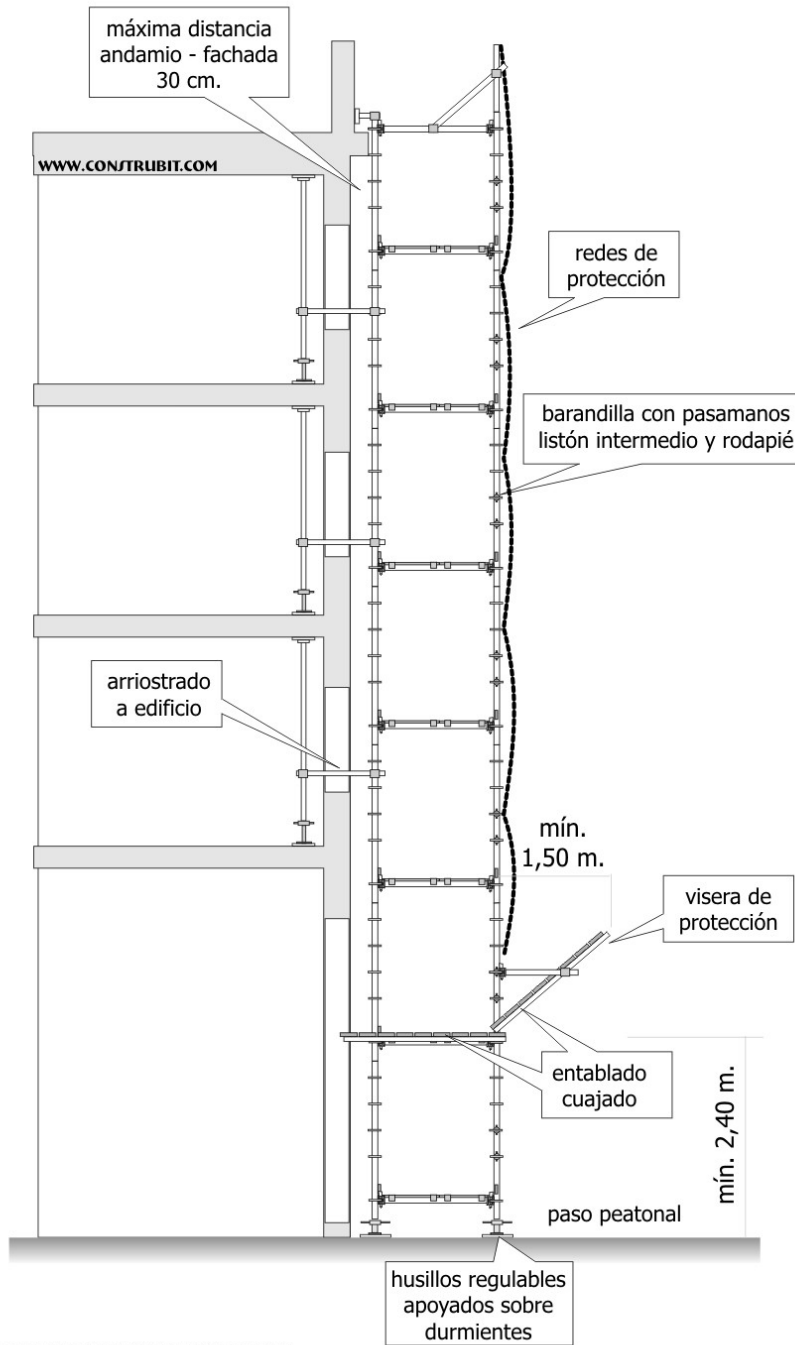 máxima distancia
andamio - fachada
30 cm.
WWW.CONSTRUBIT.COM
redes de
protección
barandilla con pasamanos
listón intermedio y rodapié
arriostrado
a edificio
mín.
1,50 m.
visera de
protección
entablado
cuajado
mín. 2,40 m.
paso peatonal
husillos regulables
apoyados sobre
durmientes